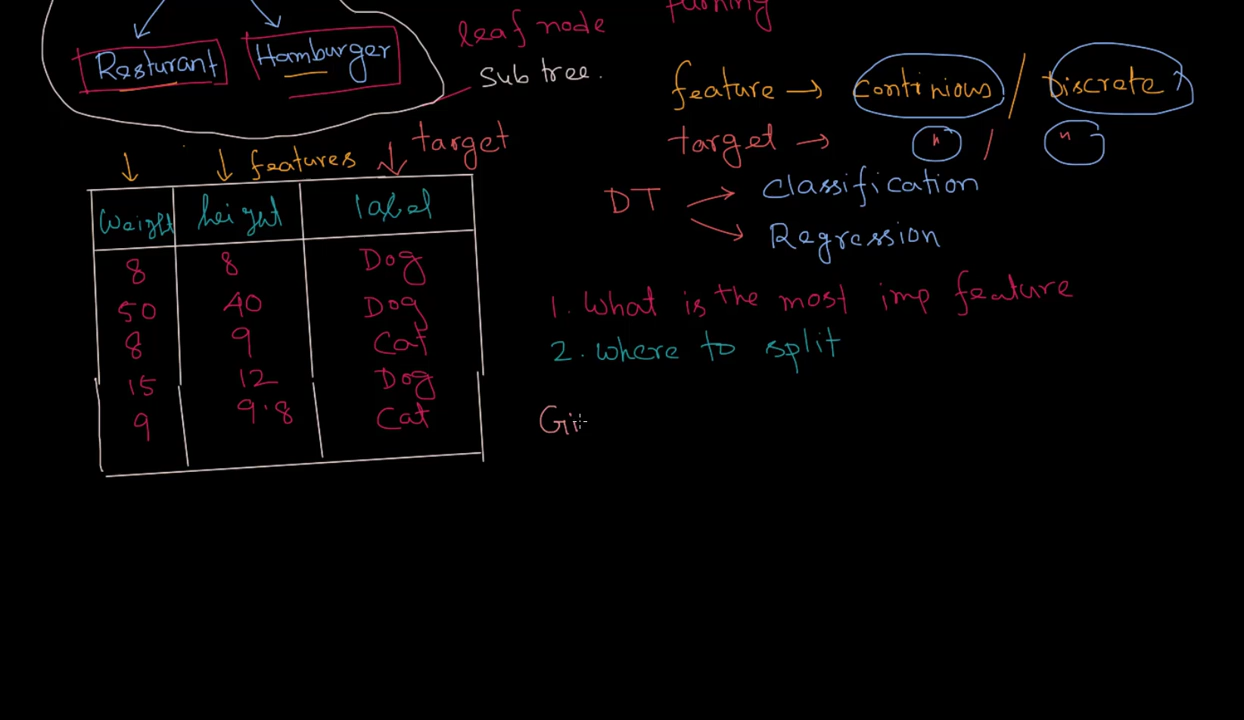 Resturant Hamburger
leaf node
sub tree.
feature → continious / Discrete
target → " / "
DT → Classification
→ Regression
features target
weight height label
8 8 Dog
50 40 Dog
8 9 Cat
15 12 Dog
9 9.8 Cat
1. What is the most imp feature
2. where to split
Gi